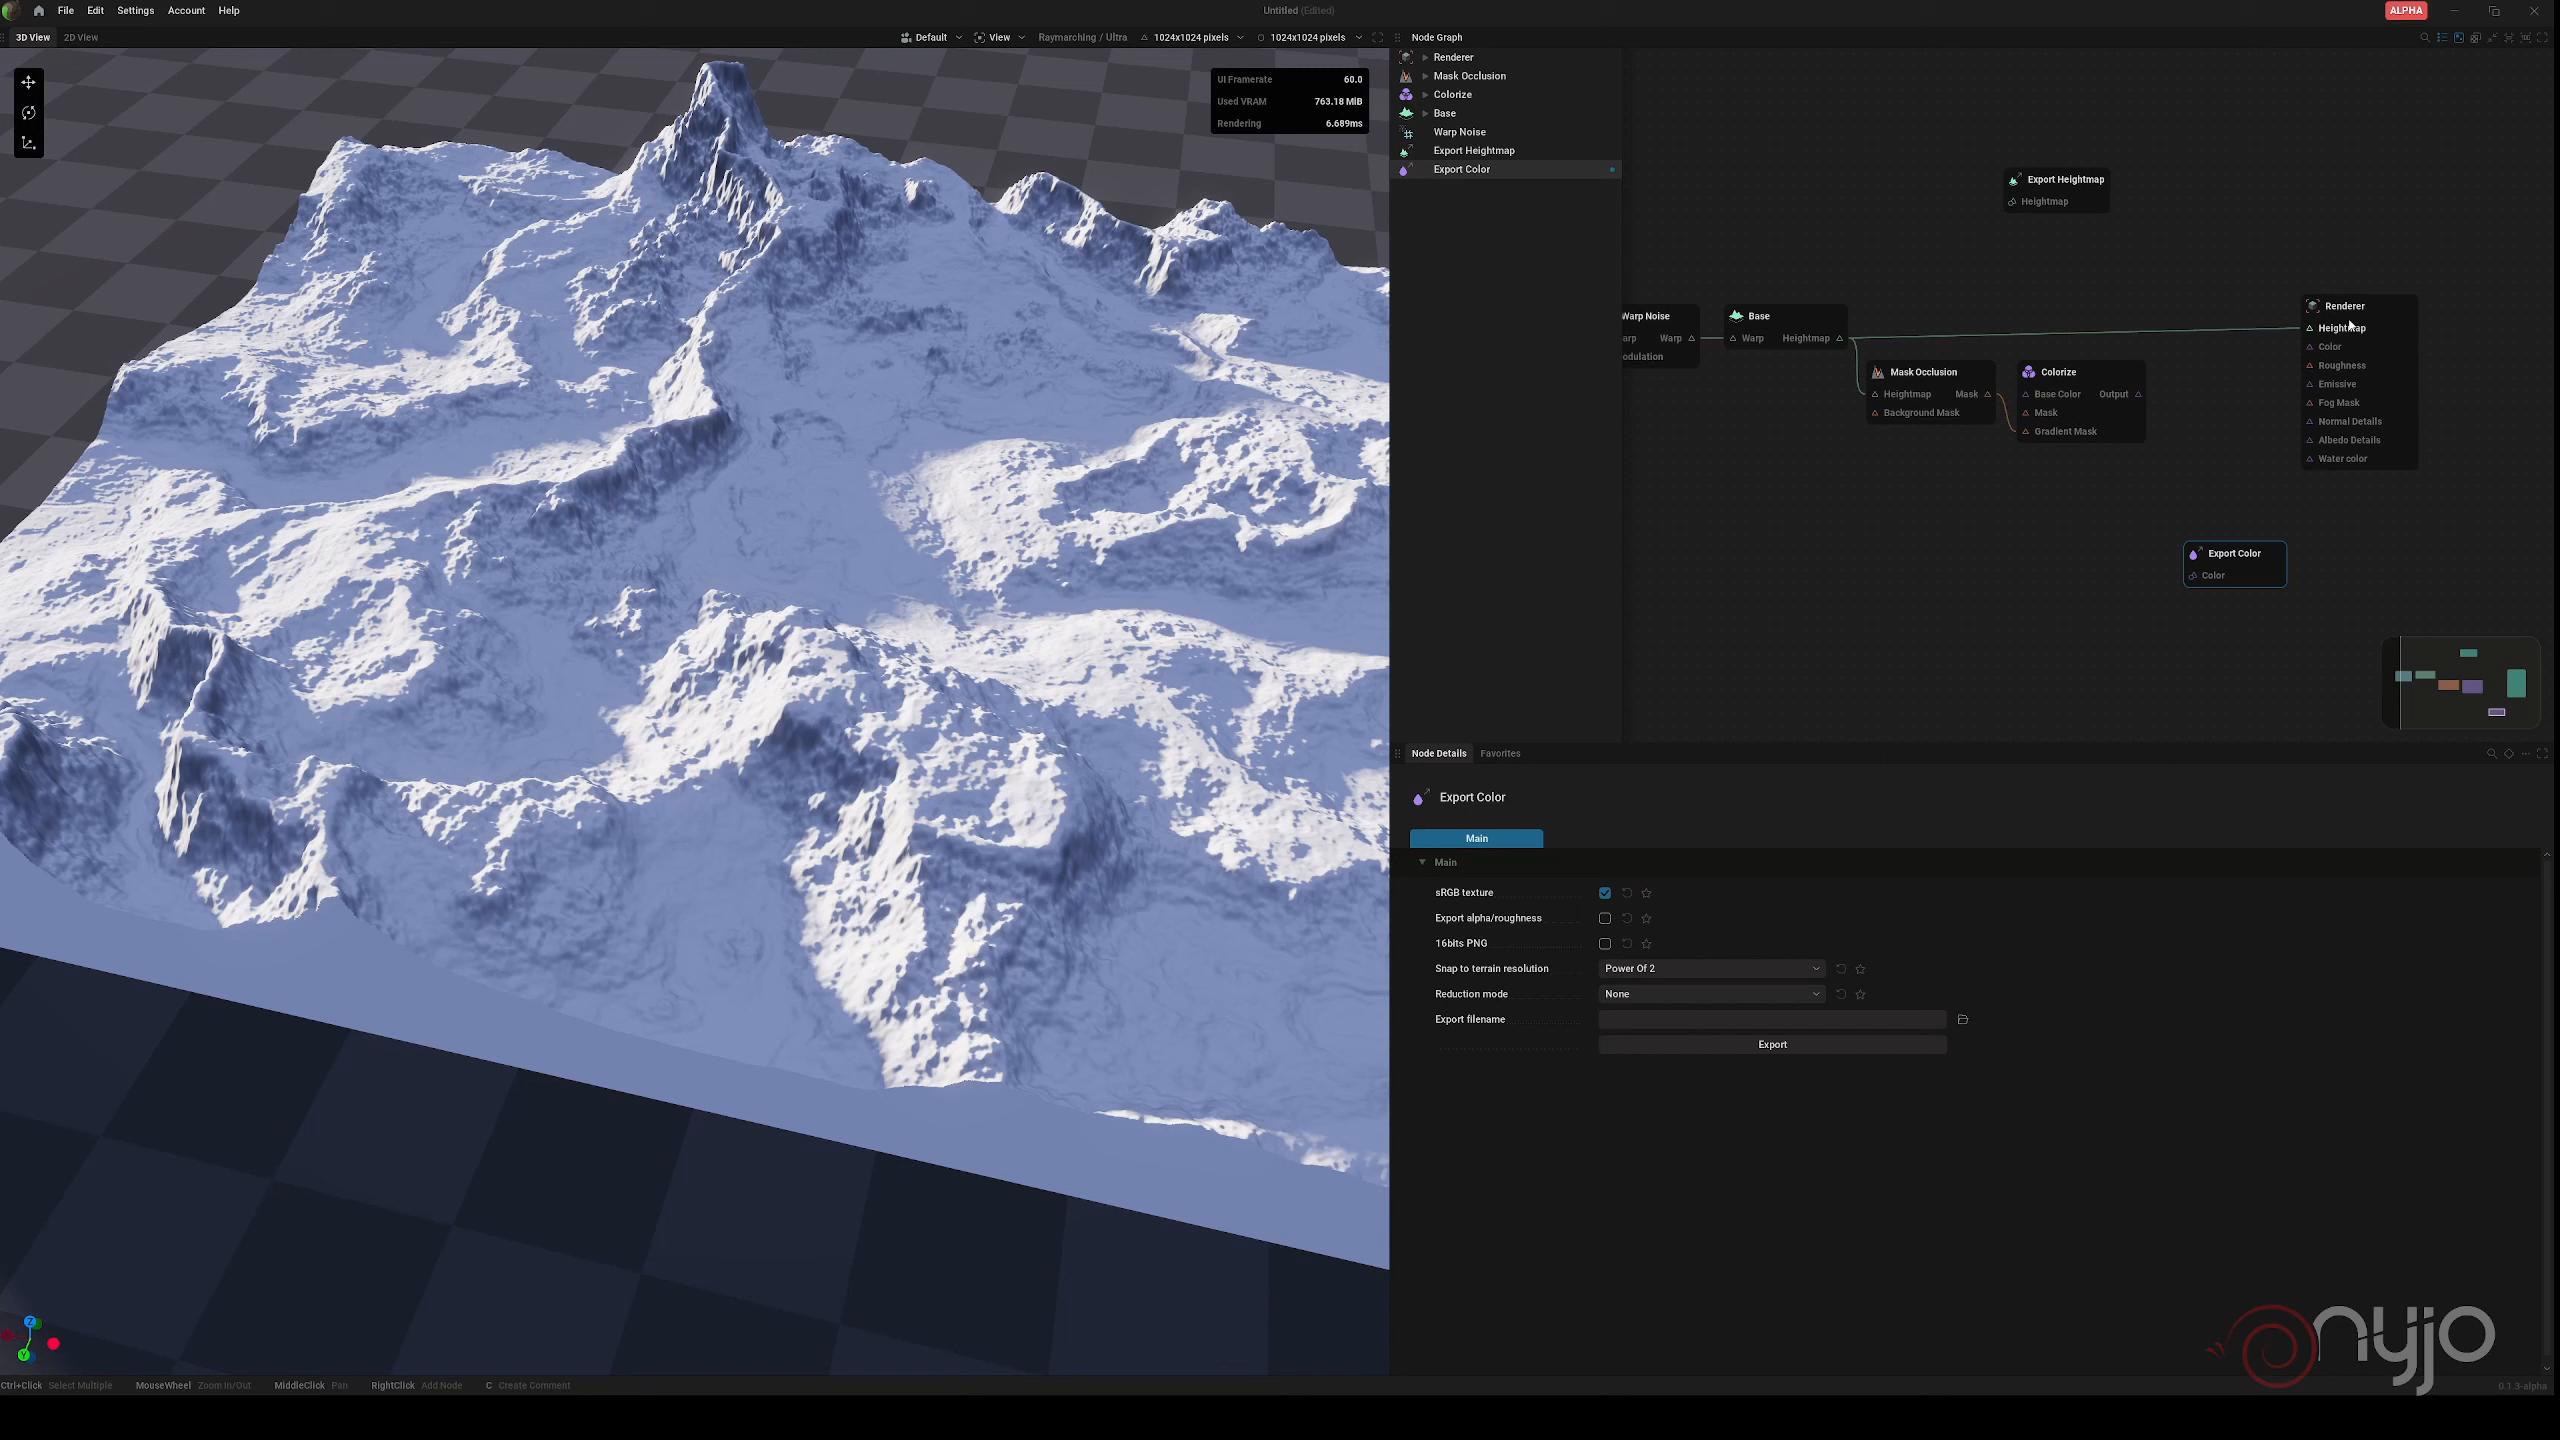 File Edit Settings Account Help
Untitled (Edited)
ALPHA
3D View 2D View
Default View Raymarching / Ultra 1024x1024 pixels 1024x1024 pixels
UI Framerate 60.0
Used VRAM 763.18 MiB
Rendering 6.689ms
Node Graph
Renderer
Mask Occlusion
Colorize
Base
Warp Noise
Export Heightmap
Export Color
Export Heightmap
Heightmap
Warp Noise
arp Warp
odulation
Base
Warp Heightmap
Mask Occlusion
Heightmap Mask
Background Mask
Colorize
Base Color Output
Mask
Gradient Mask
Renderer
Heightmap
Color
Roughness
Emissive
Fog Mask
Normal Details
Albedo Details
Water color
Export Color
Color
Node Details Favorites
Export Color
Main
Main
sRGB texture
Export alpha/roughness
16bits PNG
Snap to terrain resolution Power Of 2
Reduction mode None
Export filename
Export
Z
Y
nyjo
Ctrl+Click Select Multiple MouseWheel Zoom In/Out MiddleClick Pan RightClick Add Node C Create Comment
0.1.3-alpha